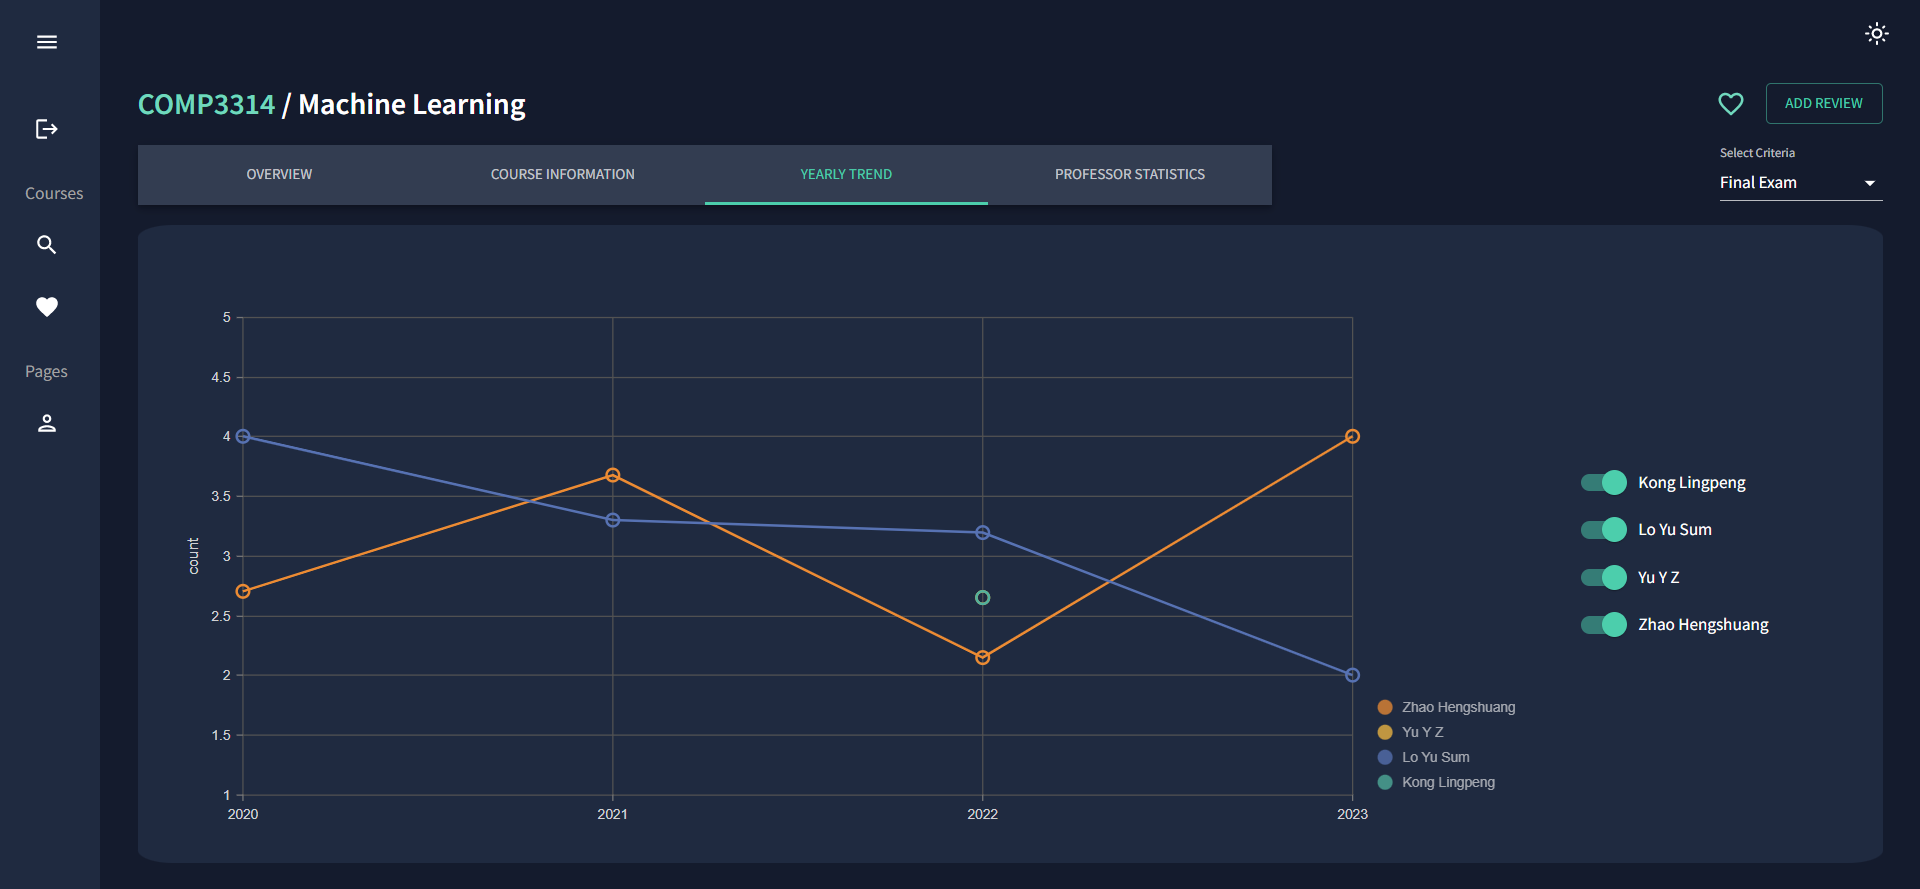 COMP3314 / Machine Learning
ADD REVIEW
OVERVIEW
COURSE INFORMATION
YEARLY TREND
PROFESSOR STATISTICS
Select Criteria
Final Exam
Courses
Pages
count
5
4.5
4
3.5
3
2.5
2
1.5
1
2020
2021
2022
2023
Zhao Hengshuang
Yu Y Z
Lo Yu Sum
Kong Lingpeng
Kong Lingpeng
Lo Yu Sum
Yu Y Z
Zhao Hengshuang